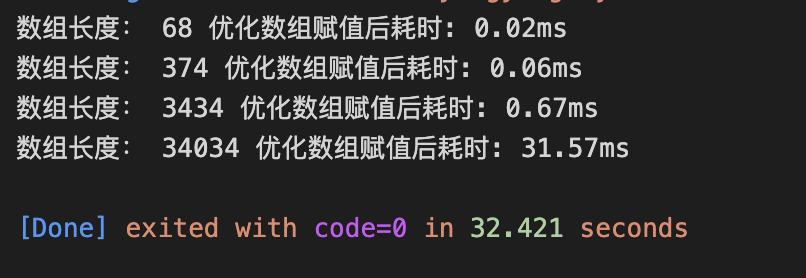 数组长度： 68 优化数组赋值后耗时: 0.02ms
数组长度： 374 优化数组赋值后耗时: 0.06ms
数组长度： 3434 优化数组赋值后耗时: 0.67ms
数组长度： 34034 优化数组赋值后耗时: 31.57ms
[Done] exited with code=0 in 32.421 seconds